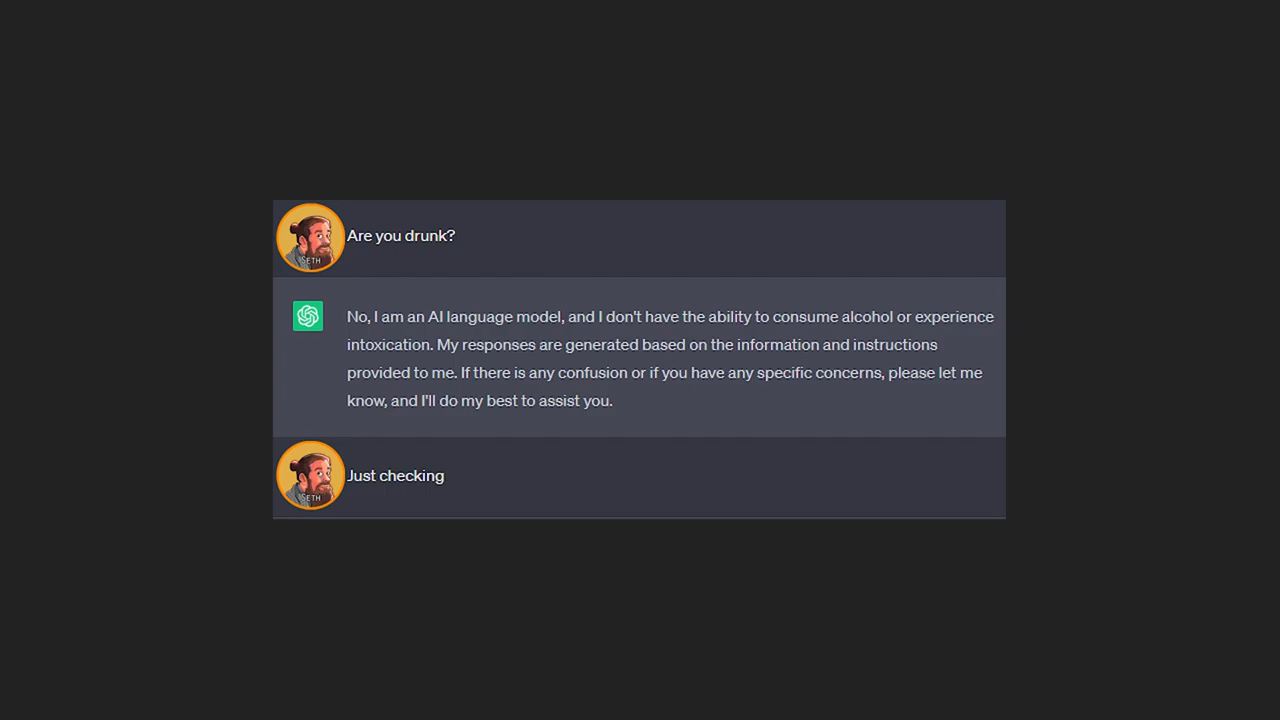 Are you drunk?
SETH
No, I am an AI language model, and I don't have the ability to consume alcohol or experience
intoxication. My responses are generated based on the information and instructions
provided to me. If there is any confusion or if you have any specific concerns, please let me
know, and I'll do my best to assist you.
Just checking
SETH